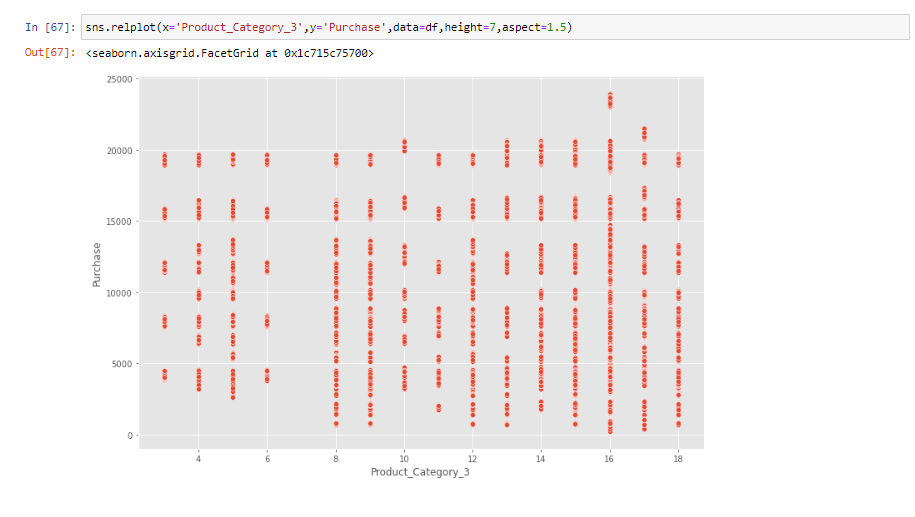 In [67]: sns.relplot(x='Product_Category_3',y='Purchase',data=df,height=7,aspect=1.5)
Out[67]: <seaborn.axisgrid.FacetGrid at 0x1c715c75700>
25000
20000
15000
10000
5000
0
Purchase
4 6 8 10 12 14 16 18
Product_Category_3